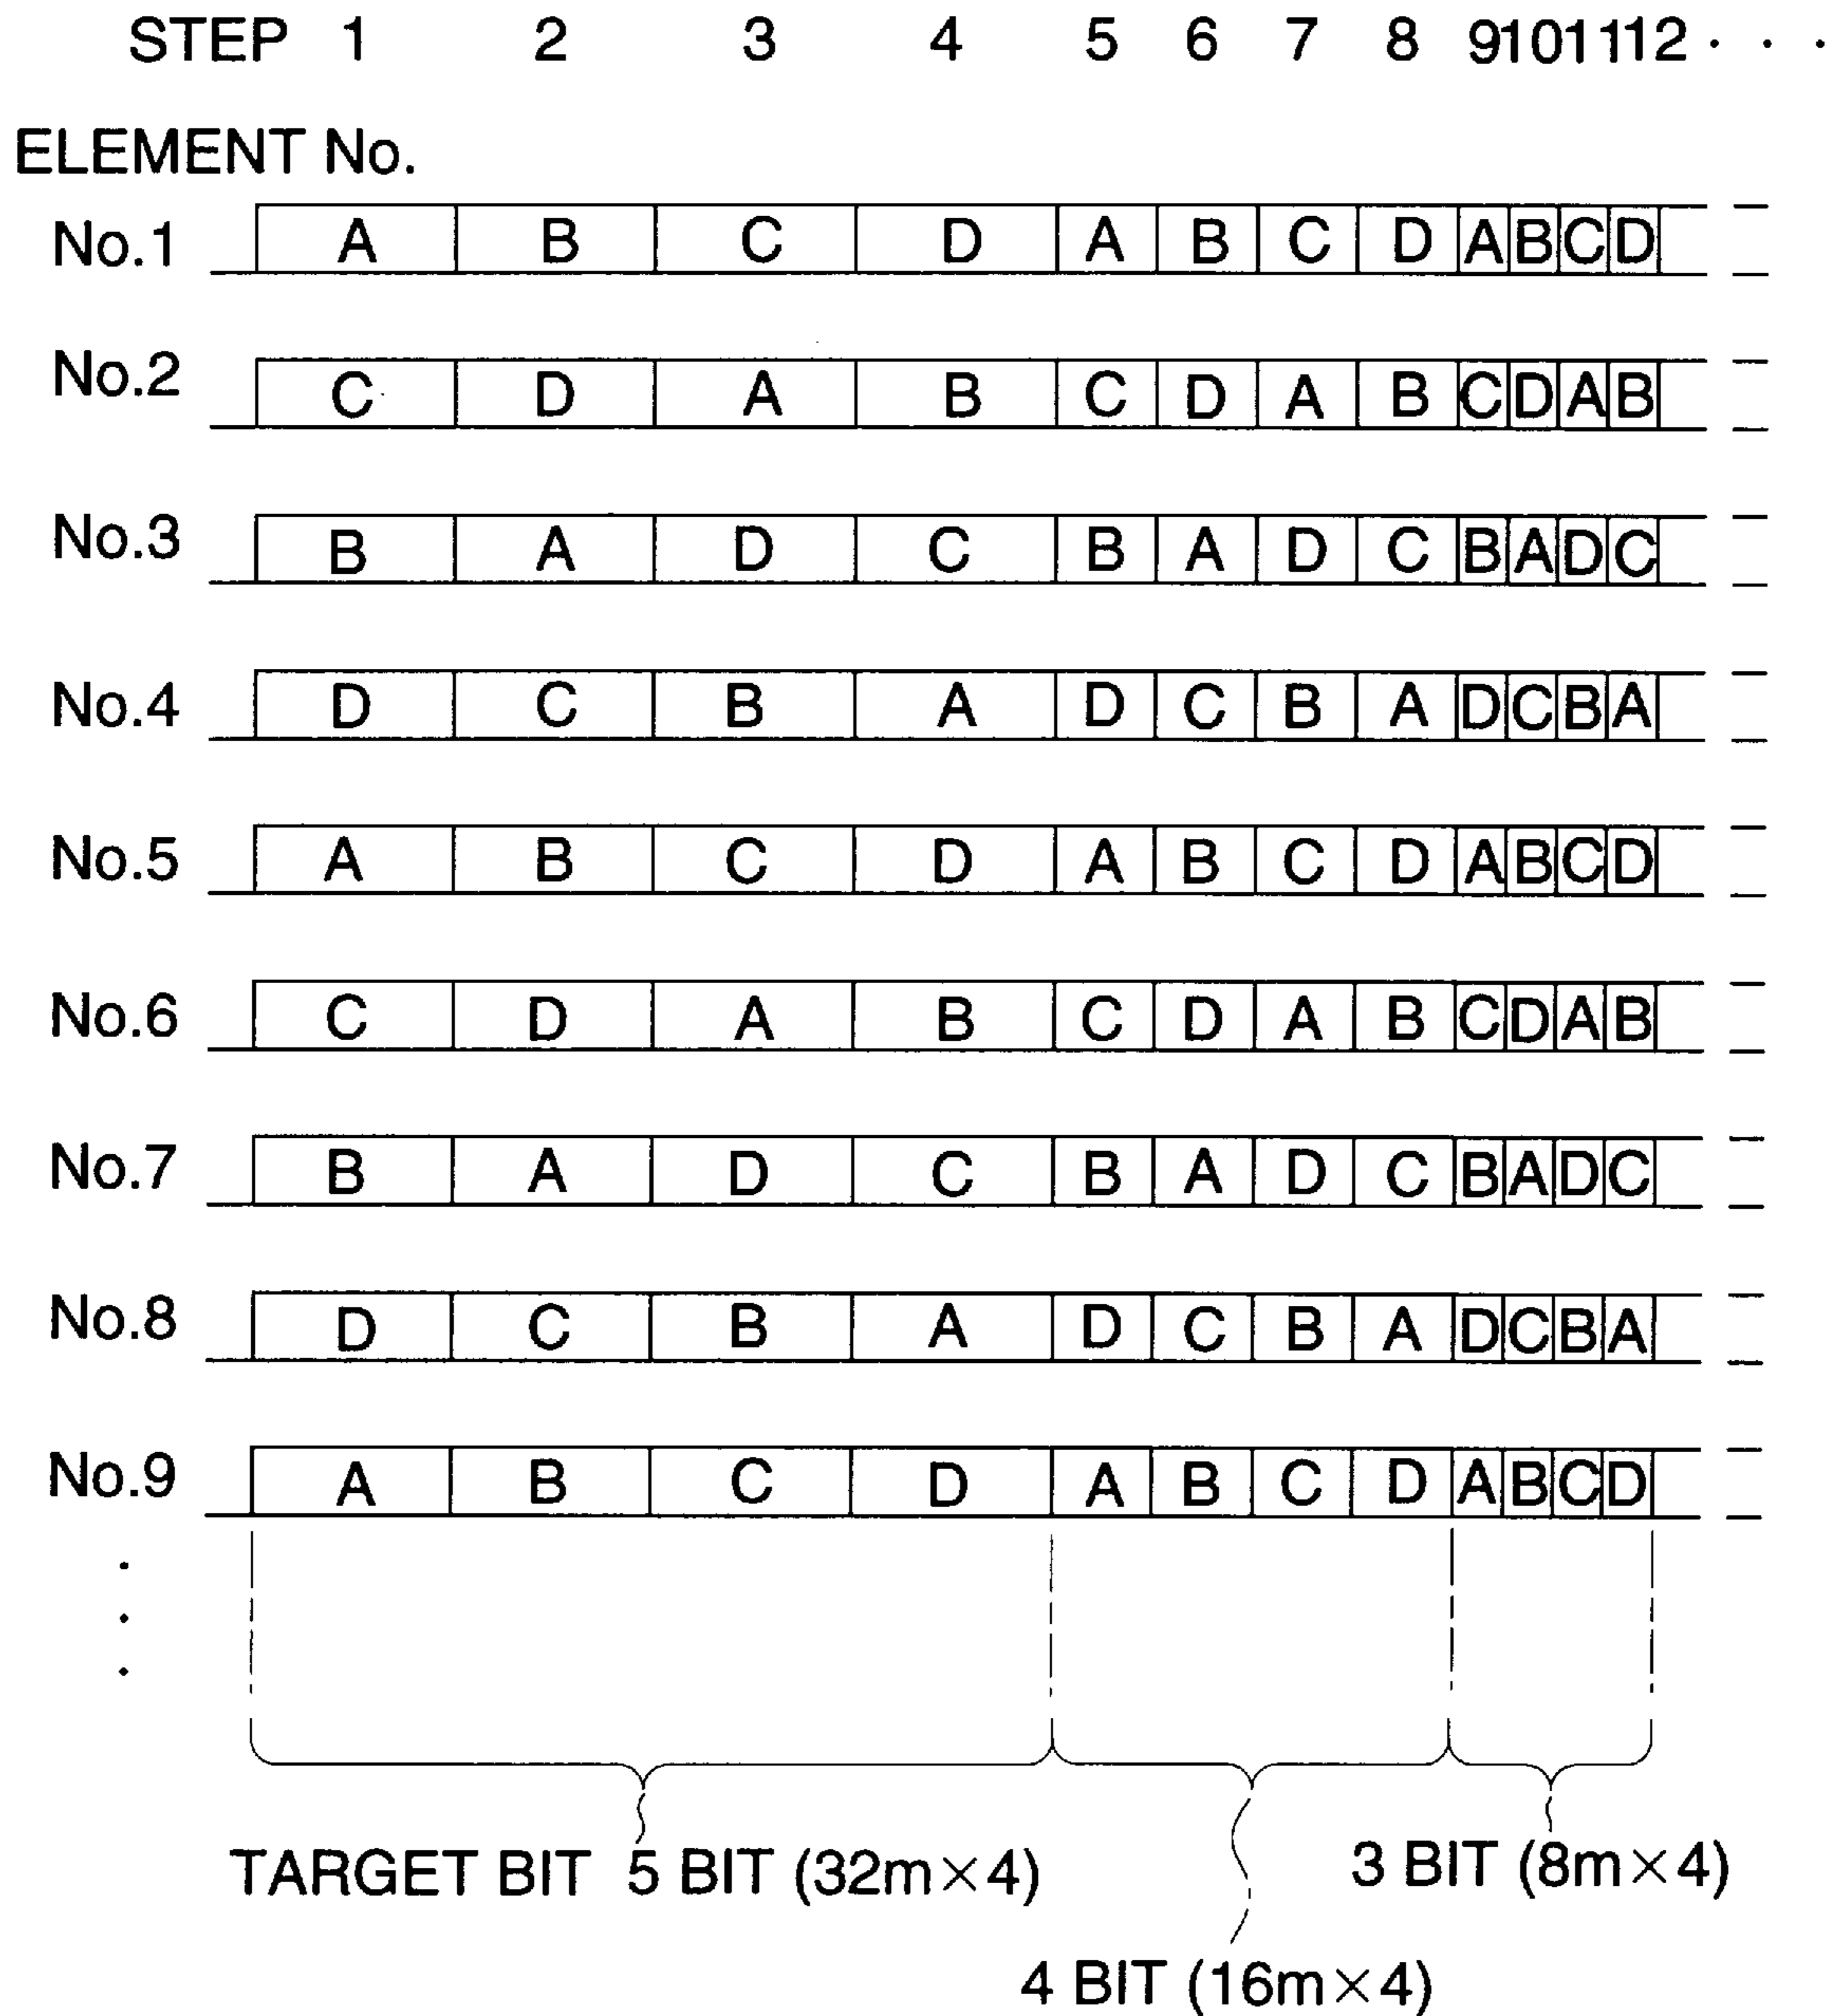 STEP 1 2 3 4 5 6 7 8 9 10 11 12 · · ·
ELEMENT No.
No.1 A B C D A B C D A B C D
No.2 C D A B C D A B C D A B
No.3 B A D C B A D C B A D C
No.4 D C B A D C B A D C B A
No.5 A B C D A B C D A B C D
No.6 C D A B C D A B C D A B
No.7 B A D C B A D C B A D C
No.8 D C B A D C B A D C B A
No.9 A B C D A B C D A B C D
TARGET BIT 5 BIT (32m×4) 3 BIT (8m×4)
4 BIT (16m×4)